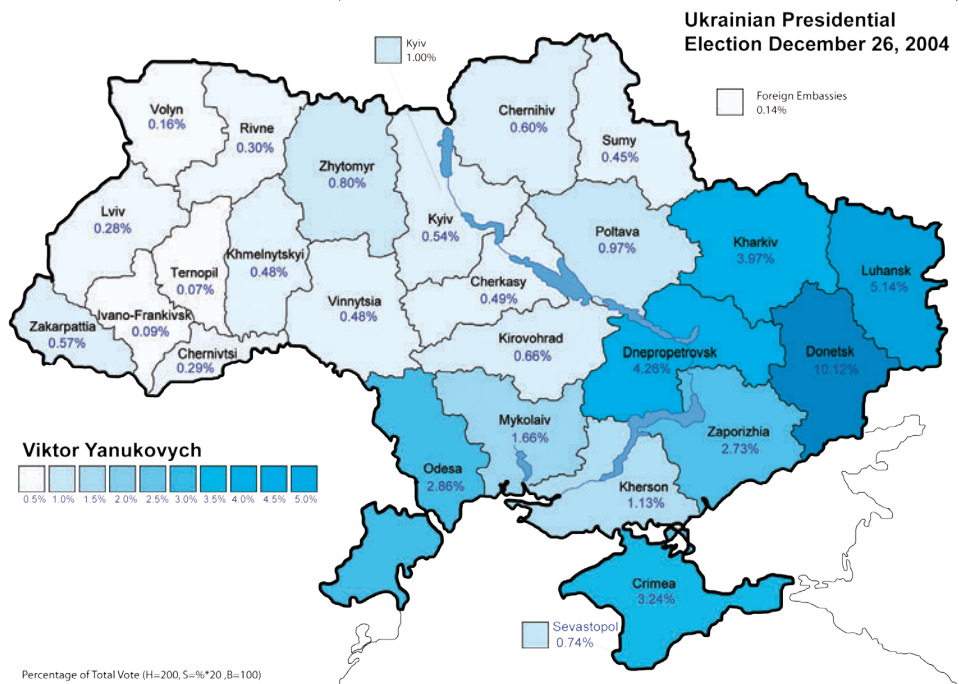 Ukrainian Presidential
Election December 26, 2004
Kyiv
1.00%
Foreign Embassies
0.14%
Volyn
0.16%
Rivne
0.30%
Zhytomyr
0.80%
Chernihiv
0.60%
Sumy
0.45%
Lviv
0.28%
Ternopil
0.07%
Khmelnytskyi
0.48%
Kyiv
0.54%
Poltava
0.97%
Kharkiv
3.97%
Luhansk
5.14%
Zakarpattia
0.57%
Ivano-Frankivsk
0.09%
Chernivtsi
0.29%
Vinnytsia
0.48%
Cherkasy
0.49%
Kirovohrad
0.66%
Dnepropetrovsk
4.26%
Donetsk
10.12%
Odesa
2.86%
Mykolaiv
1.66%
Kherson
1.13%
Zaporizhia
2.73%
Crimea
3.24%
Sevastopol
0.74%
Viktor Yanukovych
0.5% 1.0% 1.5% 2.0% 2.5% 3.0% 3.5% 4.0% 4.5% 5.0%
Percentage of Total Vote (H=200, S=%*20 ,B=100)